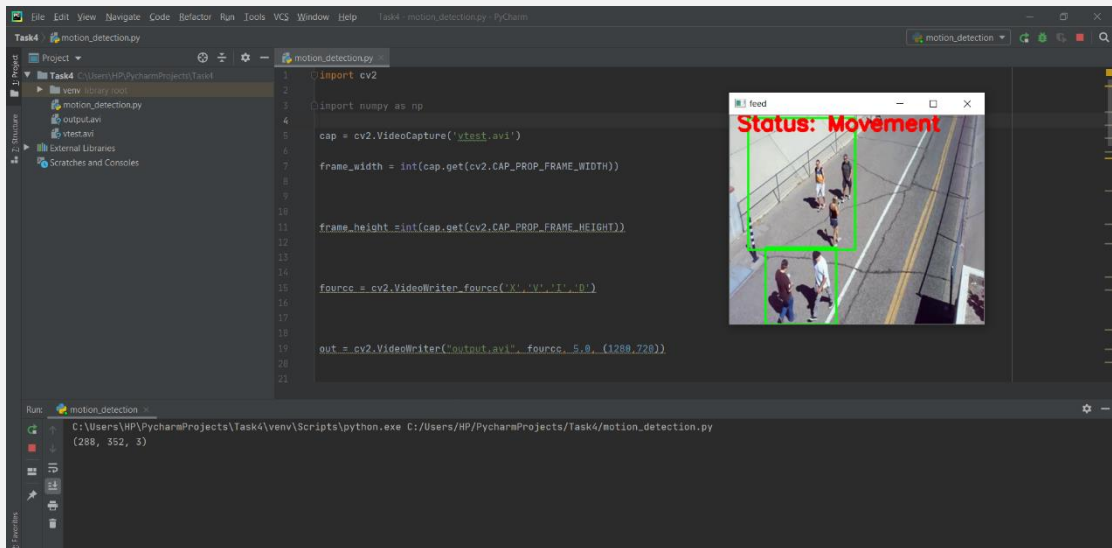 File Edit View Navigate Code Refactor Run Tools VCS Window Help Task4 - motion_detection.py - PyCharm
Task4 motion_detection.py motion_detection
Project motion_detection.py
1: Project
Task4 C:\Users\HP\PycharmProjects\Task4
venv library root
motion_detection.py
output.avi
vtest.avi
External Libraries
Scratches and Consoles
Structure
1 import cv2
2
3 import numpy as np
4
5 cap = cv2.VideoCapture('vtest.avi')
6
7 frame_width = int(cap.get(cv2.CAP_PROP_FRAME_WIDTH))
8
9
10
11 frame_height =int(cap.get(cv2.CAP_PROP_FRAME_HEIGHT))
12
13
14
15 fourcc = cv2.VideoWriter_fourcc('X','V','I','D')
16
17
18
19 out = cv2.VideoWriter("output.avi", fourcc, 5.0, (1280,720))
20
21
feed
Status: Movement
Run: motion_detection
C:\Users\HP\PycharmProjects\Task4\venv\Scripts\python.exe C:/Users/HP/PycharmProjects/Task4/motion_detection.py
(288, 352, 3)
Favorites